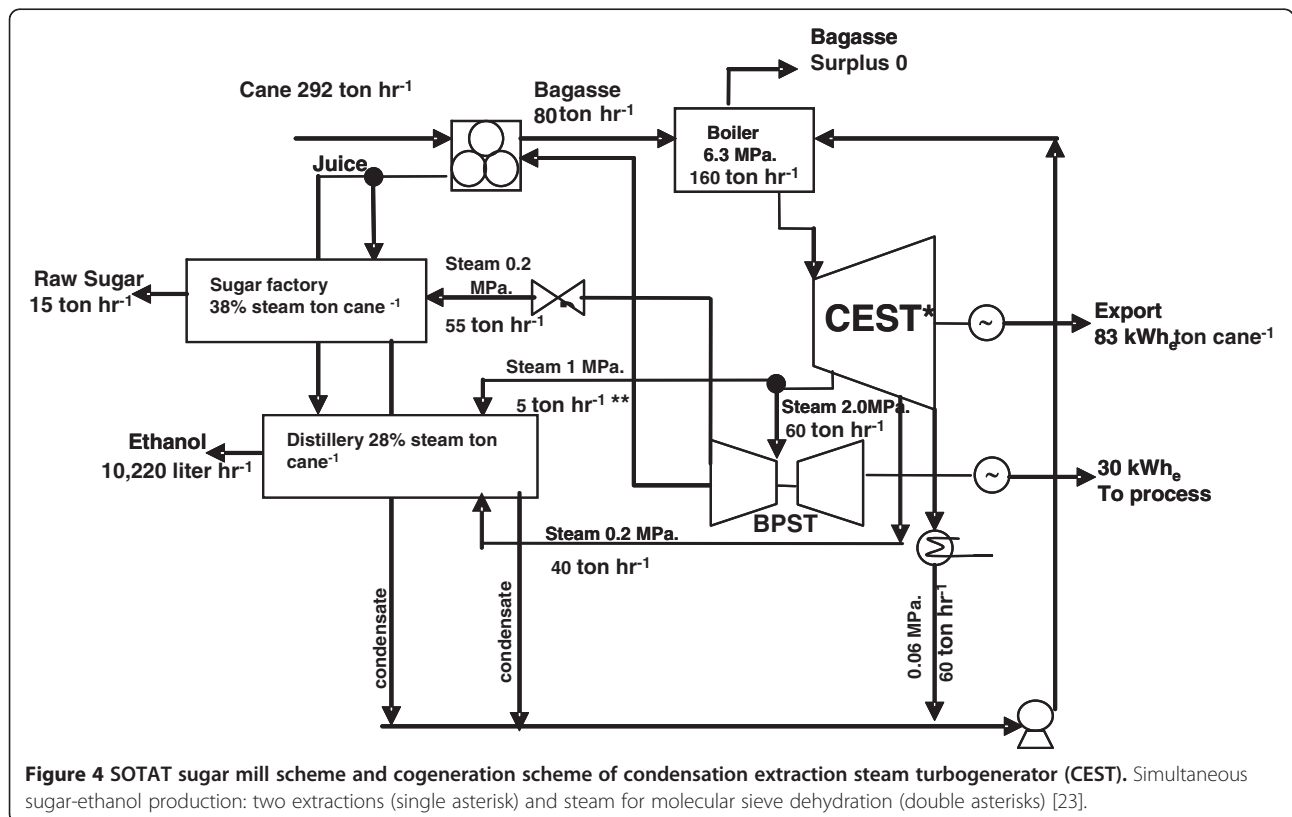 Bagasse
Surplus 0
Cane 292 ton hr-1
Bagasse
80 ton hr-1
Boiler
6.3 MPa.
160 ton hr-1
Juice
Steam 0.2
MPa.
55 ton hr-1
Raw Sugar
15 ton hr-1
Sugar factory
38% steam ton cane -1
CEST*
~
Export
83 kWhe ton cane-1
Steam 1 MPa.
5 ton hr-1 **
Steam 2.0MPa.
60 ton hr-1
Ethanol
10,220 liter hr-1
Distillery 28% steam ton
cane-1
BPST
~
30 kWhe
To process
Steam 0.2 MPa.
40 ton hr-1
condensate
condensate
0.06 MPa.
60 ton hr-1
Figure 4 SOTAT sugar mill scheme and cogeneration scheme of condensation extraction steam turbogenerator (CEST). Simultaneous
sugar-ethanol production: two extractions (single asterisk) and steam for molecular sieve dehydration (double asterisks) [23].